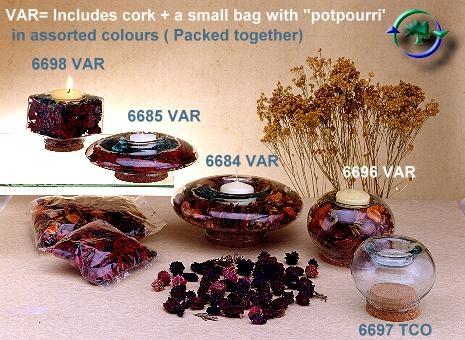 VAR= Includes cork + a small bag with "potpourri'
in assorted colours ( Packed together)
6698 VAR
6685 VAR
6684 VAR
6696 VAR
6697 TCO